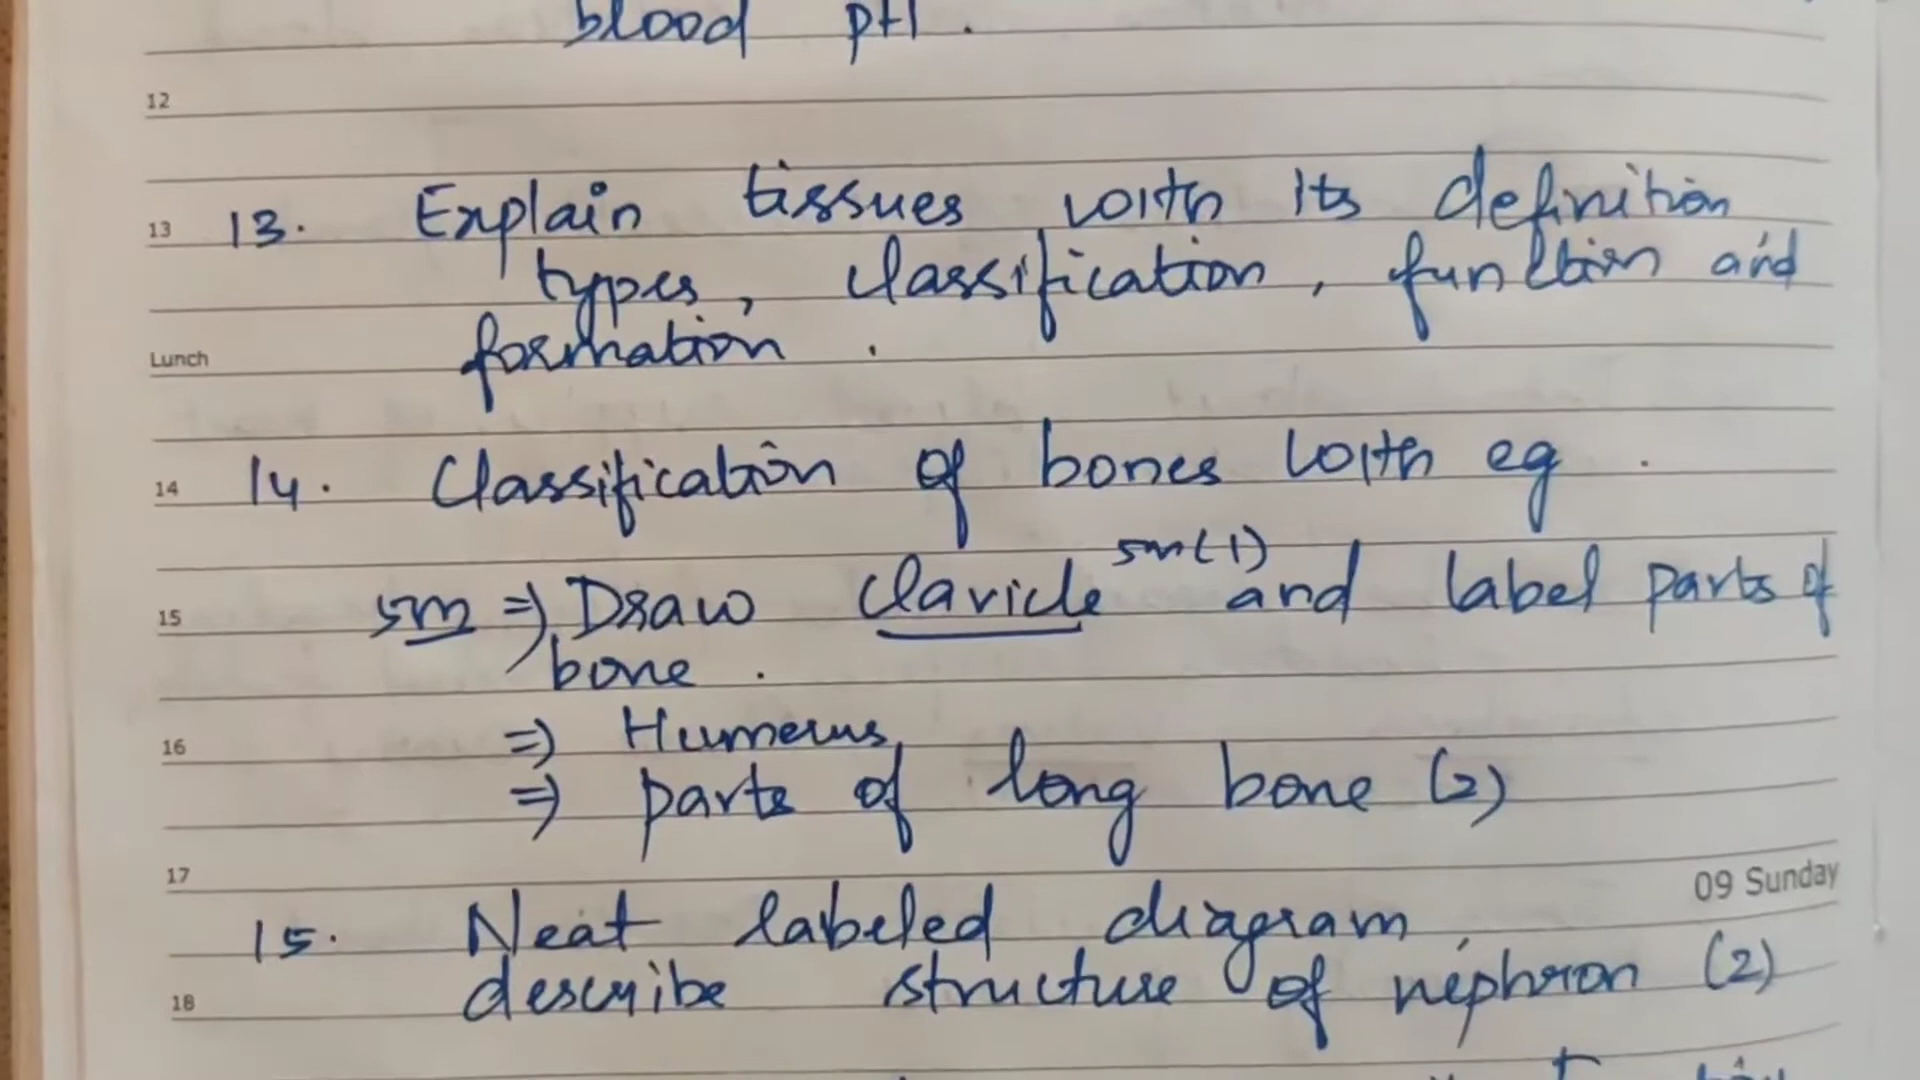 blood pH.
12
13 13. Explain tissues with its definition
types, classification, function and
Lunch formation.
14 14. Classification of bones with eg.
5m(1)
15 5m ⇒ Draw clavicle and label parts of
bone.
16 ⇒ Humerus
⇒ parts of long bone (2)
17
09 Sunday
15. Neat labeled diagram,
18 describe structure of nephron (2)